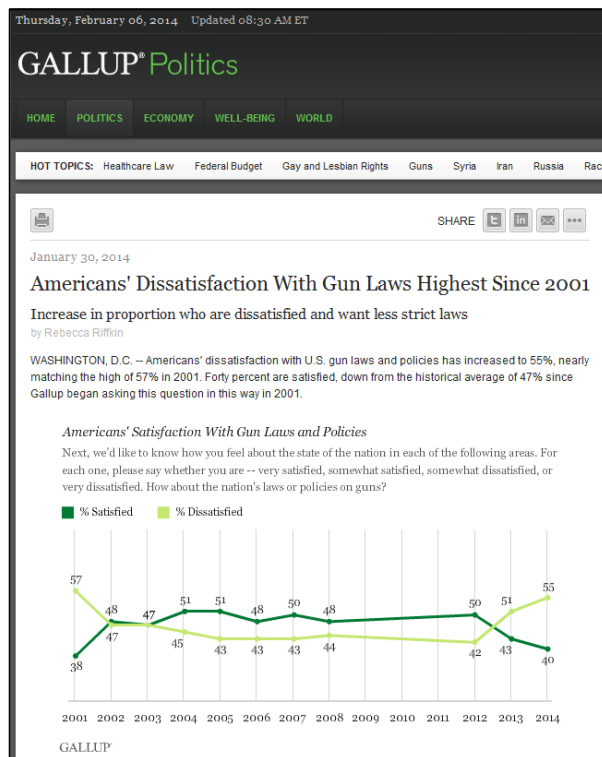 Thursday, February 06, 2014 Updated 08:30 AM ET
GALLUP® Politics
HOME POLITICS ECONOMY WELL-BEING WORLD
HOT TOPICS: Healthcare Law Federal Budget Gay and Lesbian Rights Guns Syria Iran Russia Rac
SHARE
January 30, 2014
Americans' Dissatisfaction With Gun Laws Highest Since 2001
Increase in proportion who are dissatisfied and want less strict laws
by Rebecca Riffkin
WASHINGTON, D.C. -- Americans' dissatisfaction with U.S. gun laws and policies has increased to 55%, nearly
matching the high of 57% in 2001. Forty percent are satisfied, down from the historical average of 47% since
Gallup began asking this question in this way in 2001.
Americans' Satisfaction With Gun Laws and Policies
Next, we'd like to know how you feel about the state of the nation in each of the following areas. For
each one, please say whether you are -- very satisfied, somewhat satisfied, somewhat dissatisfied, or
very dissatisfied. How about the nation's laws or policies on guns?
% Satisfied % Dissatisfied
57 48 47 51 51 48 50 48 50 51 55
38 47 45 43 43 43 44 42 43 40
2001 2002 2003 2004 2005 2006 2007 2008 2009 2010 2011 2012 2013 2014
GALLUP®